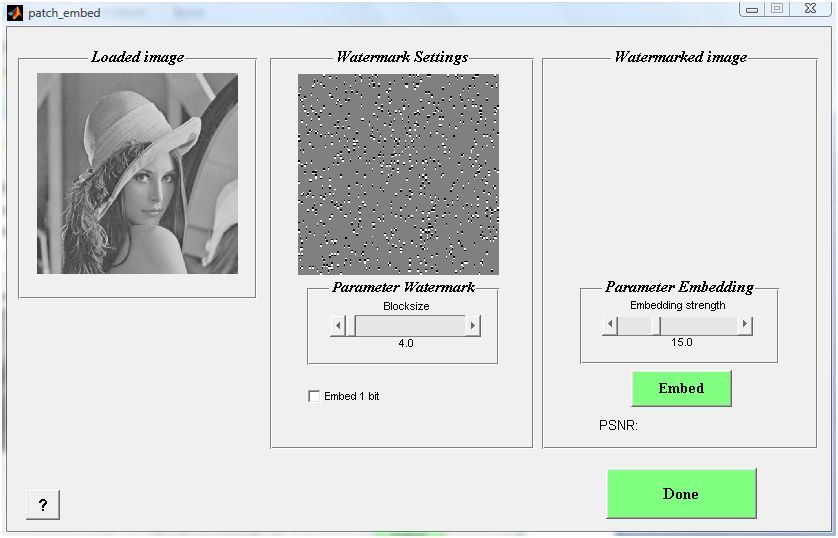 patch_embed
Loaded image
Watermark Settings
Watermarked image
Parameter Watermark
Blocksize
4.0
Embed 1 bit
Parameter Embedding
Embedding strength
15.0
Embed
PSNR:
?
Done